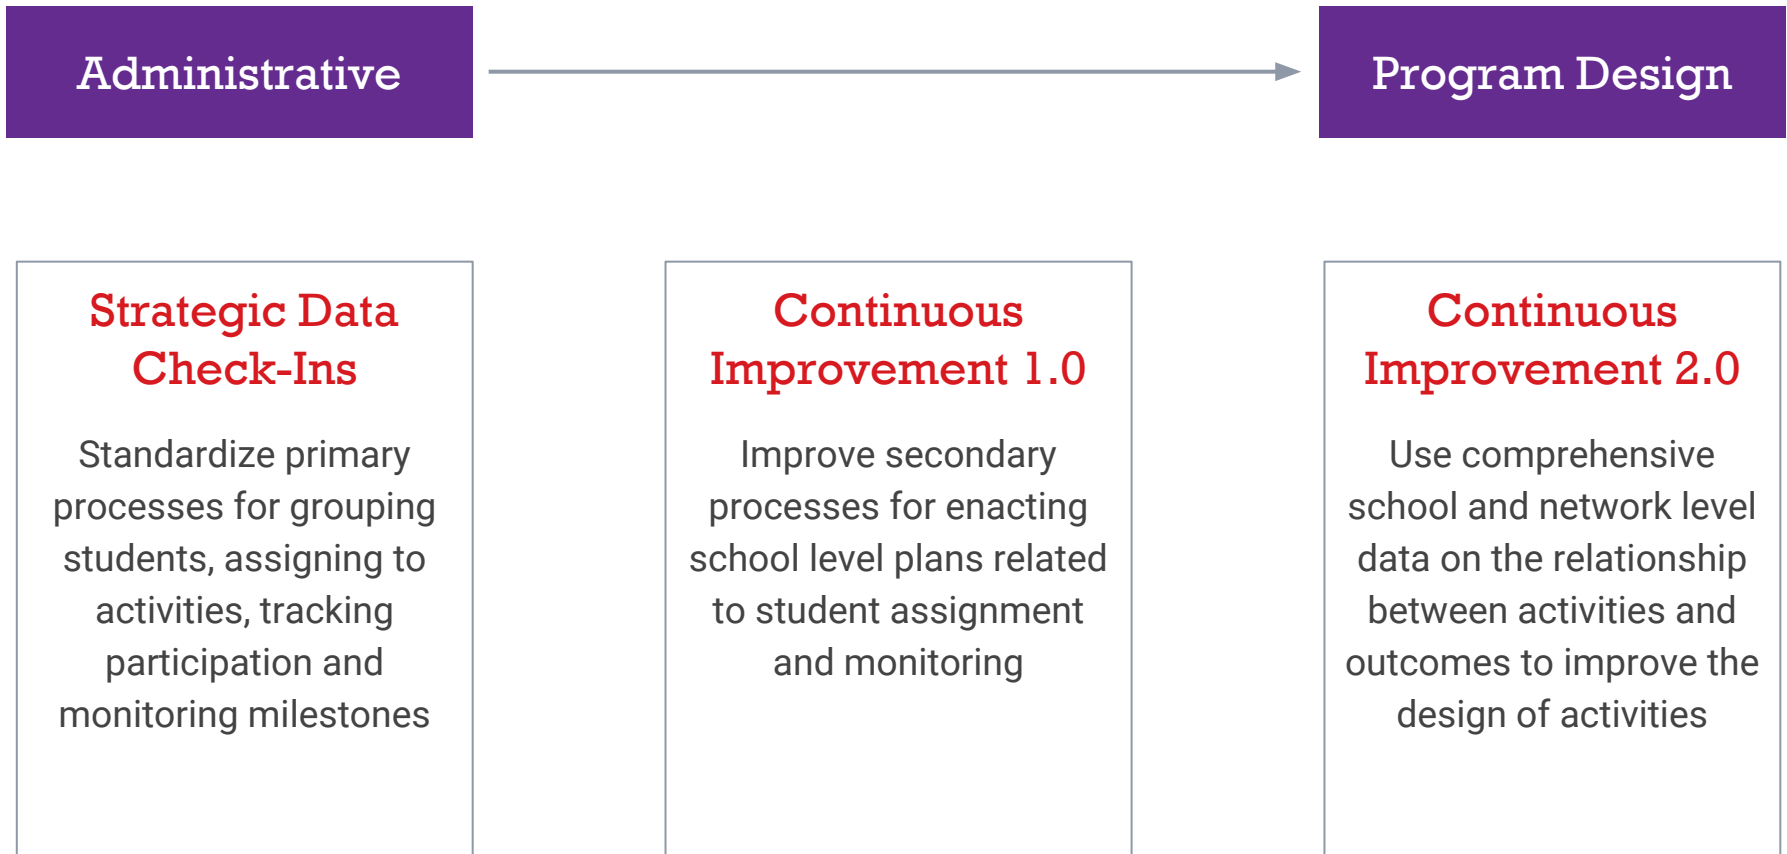 Administrative
Program Design
Strategic Data
Check-Ins
Standardize primary
processes for grouping
students, assigning to
activities, tracking
participation and
monitoring milestones
Continuous
Improvement 1.0
Improve secondary
processes for enacting
school level plans related
to student assignment
and monitoring
Continuous
Improvement 2.0
Use comprehensive
school and network level
data on the relationship
between activities and
outcomes to improve the
design of activities